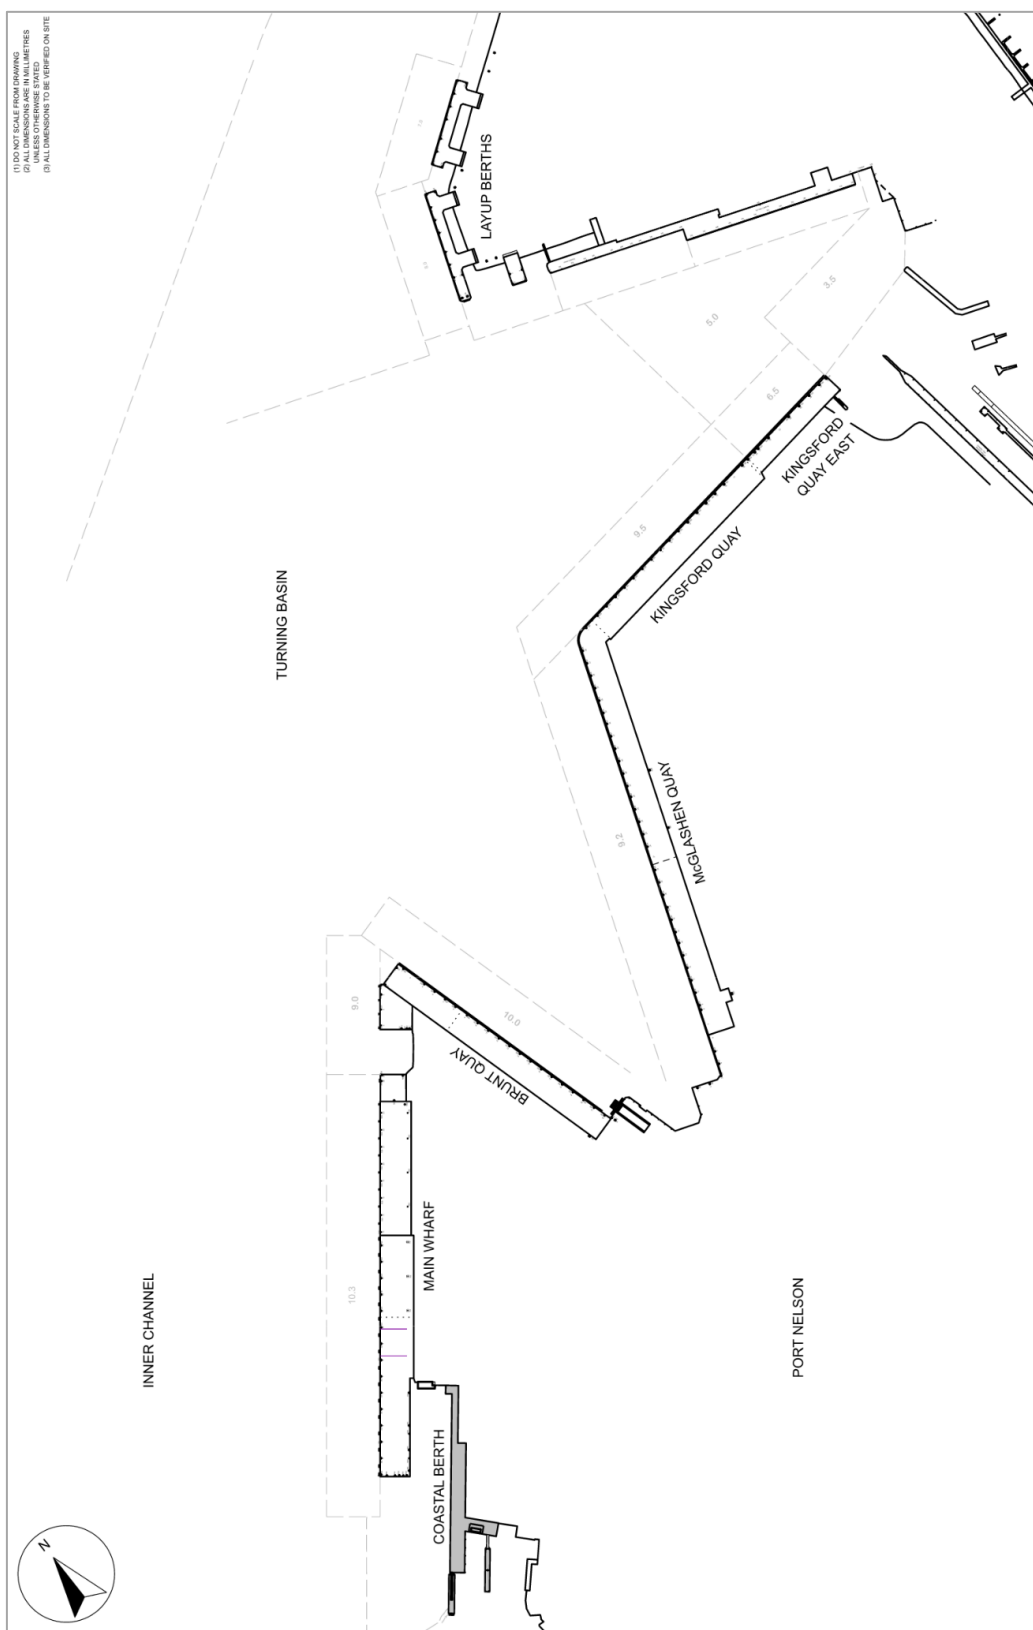 (1) DO NOT SCALE FROM DRAWING
(2) ALL DIMENSIONS ARE IN MILLIMETRES
UNLESS OTHERWISE STATED
(3) ALL DIMENSIONS TO BE VERIFIED ON SITE
LAYUP BERTHS
3.5
5.0
6.5
KINGSFORD
QUAY EAST
9.5
KINGSFORD QUAY
TURNING BASIN
McGLASHEN QUAY
9.2
9.0
10.0
BRUNT QUAY
MAIN WHARF
10.3
INNER CHANNEL
PORT NELSON
COASTAL BERTH
N